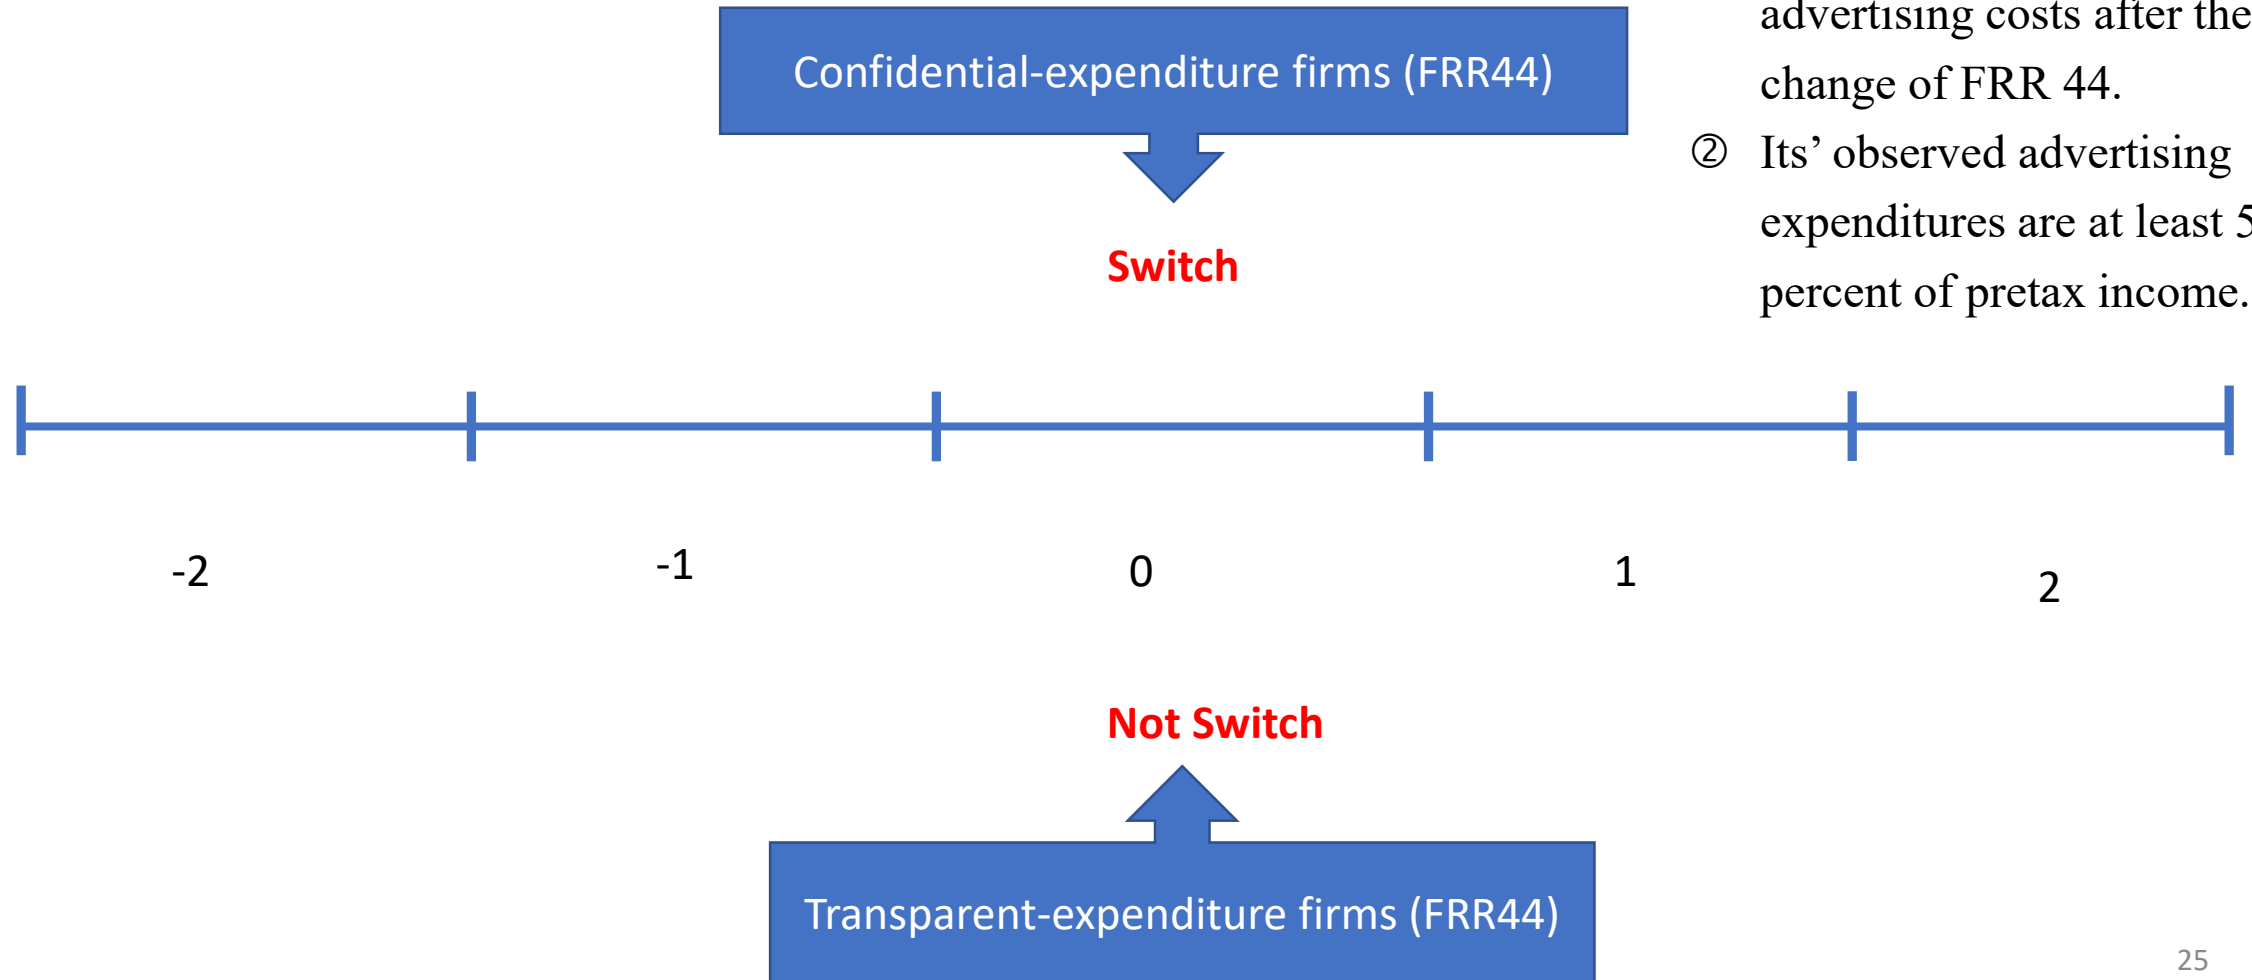 advertising costs after the
change of FRR 44.
② Its’ observed advertising
expenditures are at least 5
percent of pretax income.
Confidential-expenditure firms (FRR44)
Switch
-2 -1 0 1 2
Not Switch
Transparent-expenditure firms (FRR44)
25